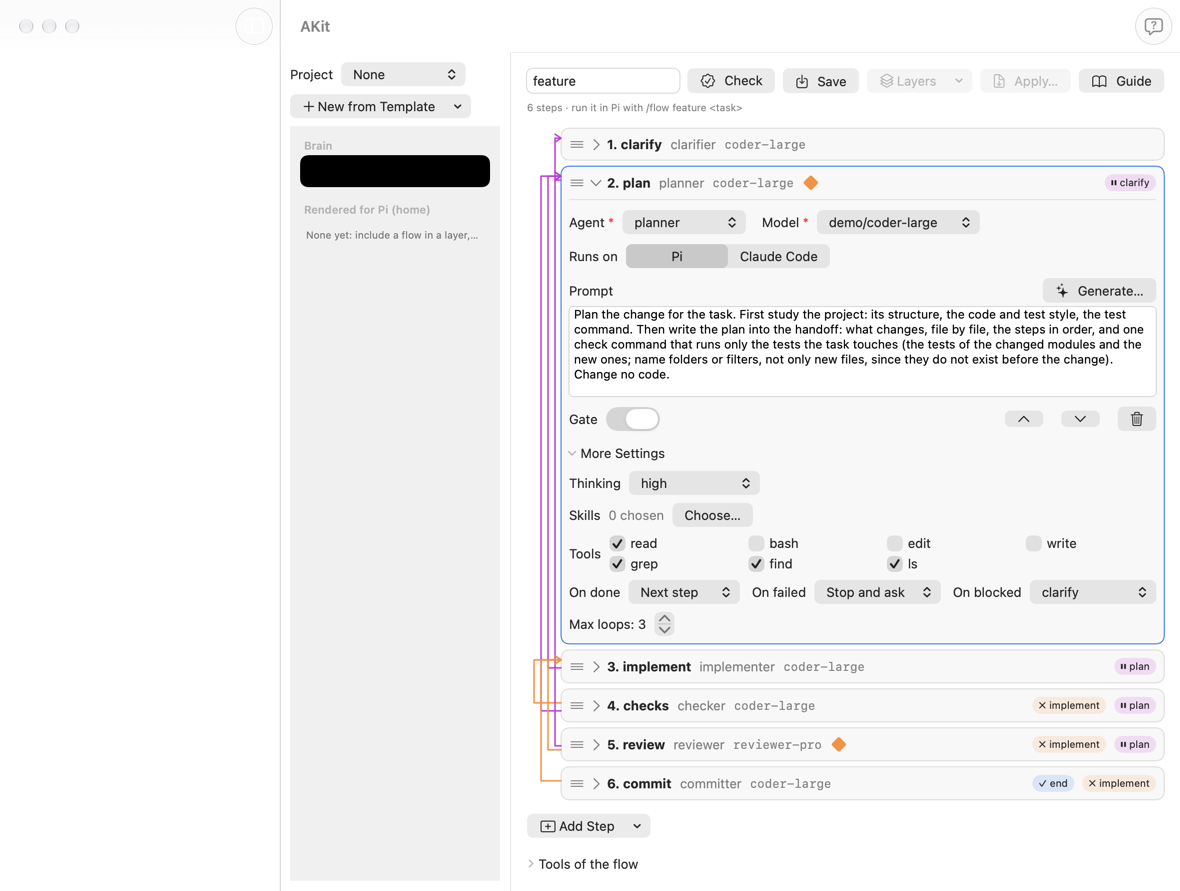 AKit
Project None
New from Template
Brain
Rendered for Pi (home)
None yet: include a flow in a layer,...
feature Check Save Layers Apply... Guide
6 steps · run it in Pi with /flow feature <task>
1. clarify clarifier coder-large
2. plan planner coder-large clarify
Agent * planner Model * demo/coder-large
Runs on Pi Claude Code
Prompt Generate...
Plan the change for the task. First study the project: its structure, the code and test style, the test
command. Then write the plan into the handoff: what changes, file by file, the steps in order, and one
check command that runs only the tests the task touches (the tests of the changed modules and the
new ones; name folders or filters, not only new files, since they do not exist before the change).
Change no code.
Gate
More Settings
Thinking high
Skills 0 chosen Choose...
Tools read bash edit write
grep find ls
On done Next step On failed Stop and ask On blocked clarify
Max loops: 3
3. implement implementer coder-large plan
4. checks checker coder-large implement plan
5. review reviewer reviewer-pro implement plan
6. commit committer coder-large end implement
Add Step
Tools of the flow